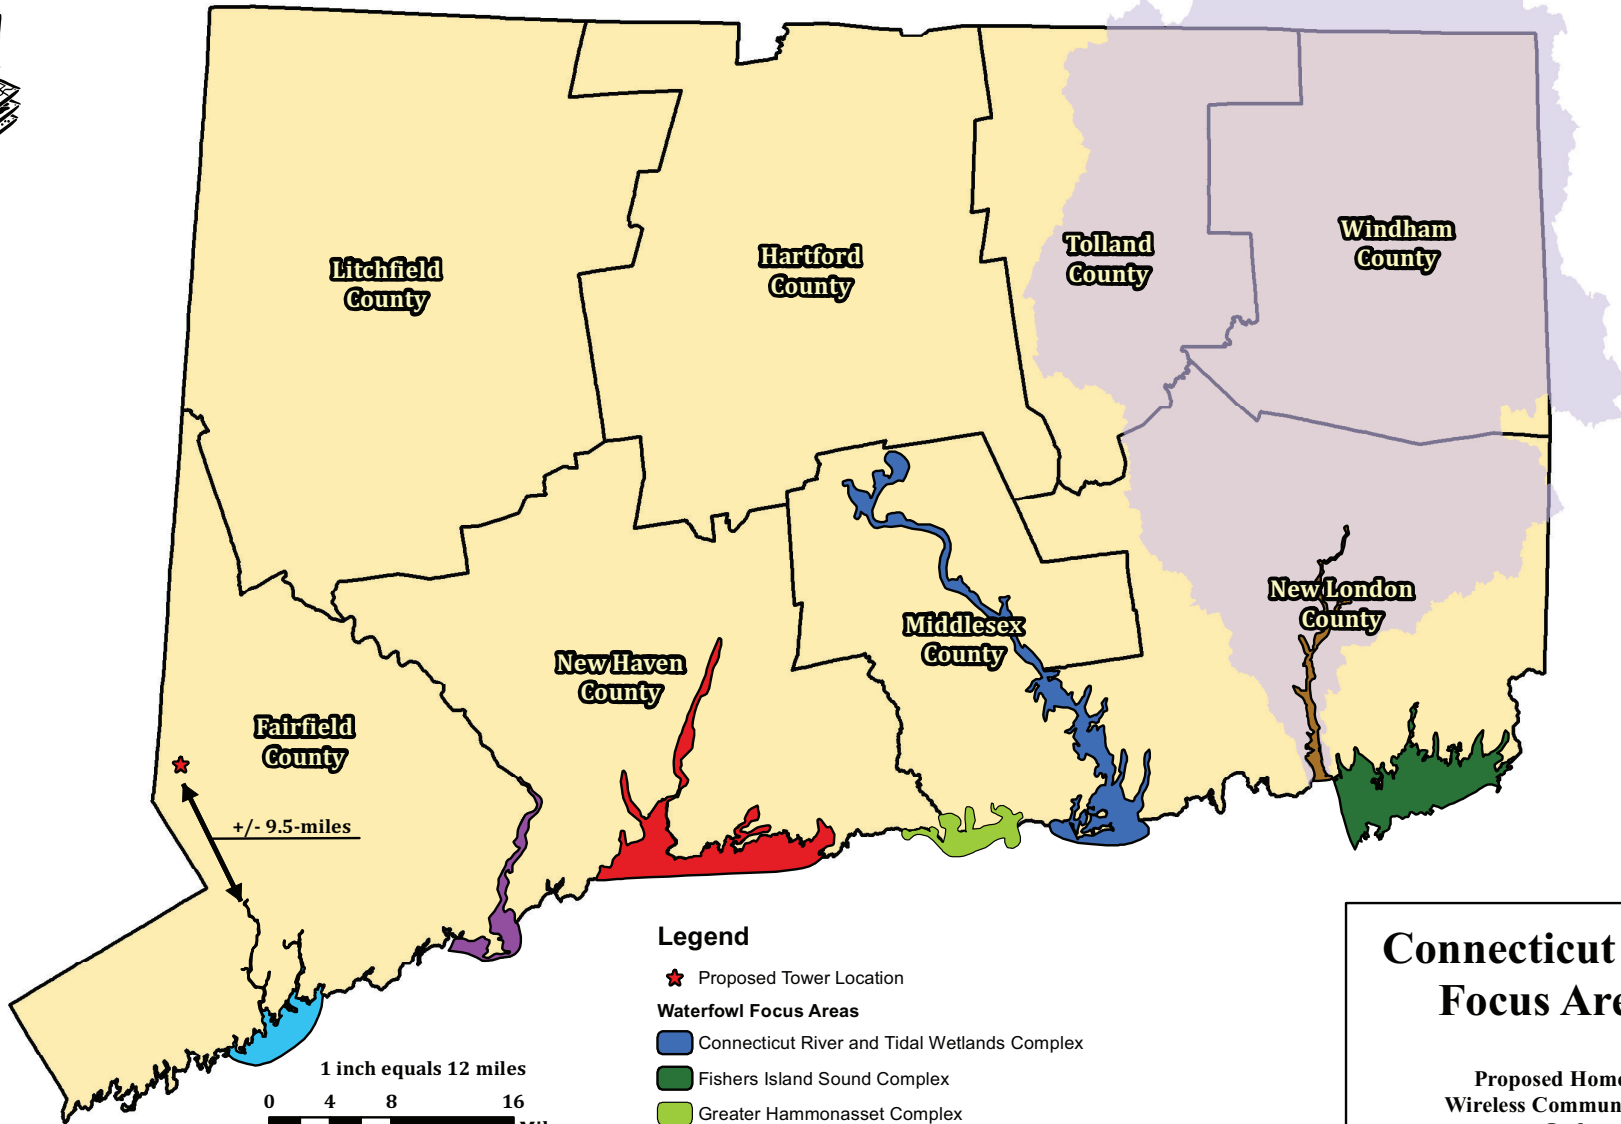 Litchfield
County
Hartford
County
Tolland
County
Windham
County
New London
County
Middlesex
County
New Haven
County
Fairfield
County
+/- 9.5-miles
Legend
Proposed Tower Location
Waterfowl Focus Areas
Connecticut River and Tidal Wetlands Complex
Fishers Island Sound Complex
Greater Hammonasset Complex
1 inch equals 12 miles
0 4 8 16
Connecticut
Focus Are
Proposed Home
Wireless Commun